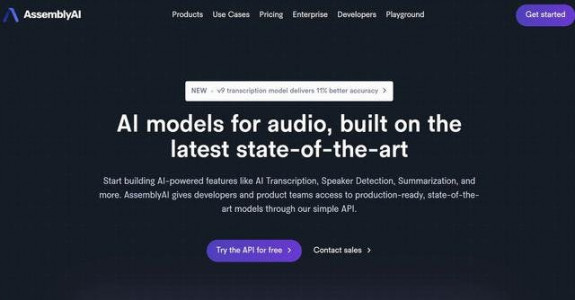 AssemblyAI
Products Use Cases Pricing Enterprise Developers Playground
Get started
NEW - v9 transcription model delivers 11% better accuracy >
AI models for audio, built on the
latest state-of-the-art
Start building AI-powered features like AI Transcription, Speaker Detection, Summarization, and
more. AssemblyAI gives developers and product teams access to production-ready, state-of-the-
art models through our simple API.
Try the API for free >
Contact sales >